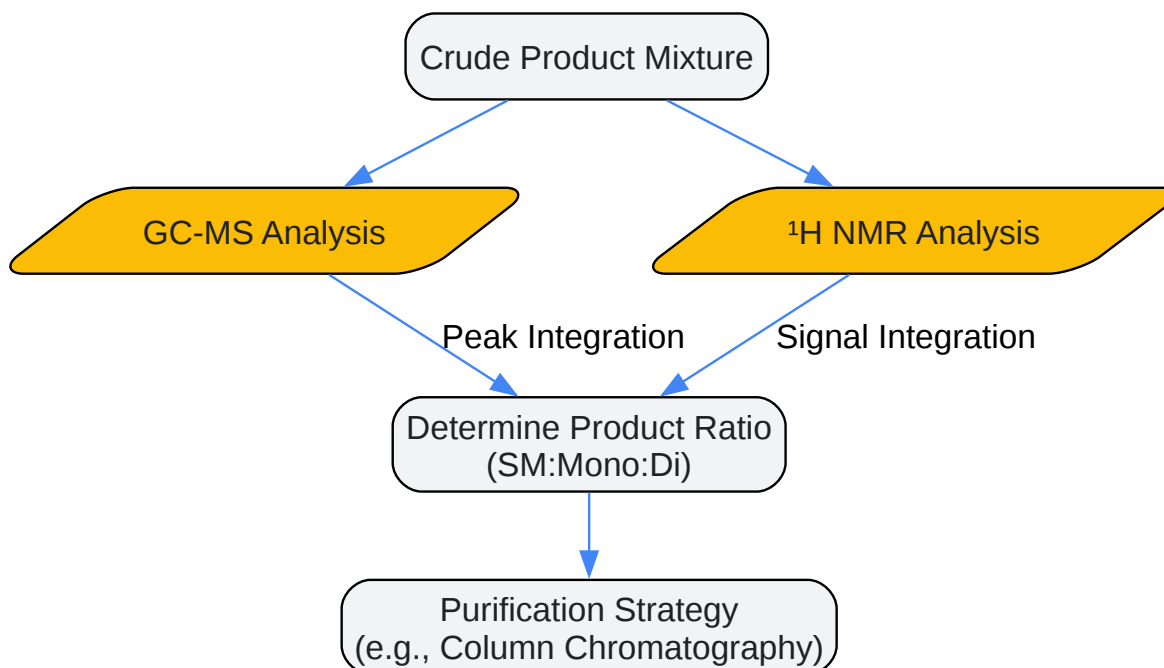 Crude Product Mixture
GC-MS Analysis
¹H NMR Analysis
Peak Integration
Signal Integration
Determine Product Ratio
(SM:Mono:Di)
Purification Strategy
(e.g., Column Chromatography)